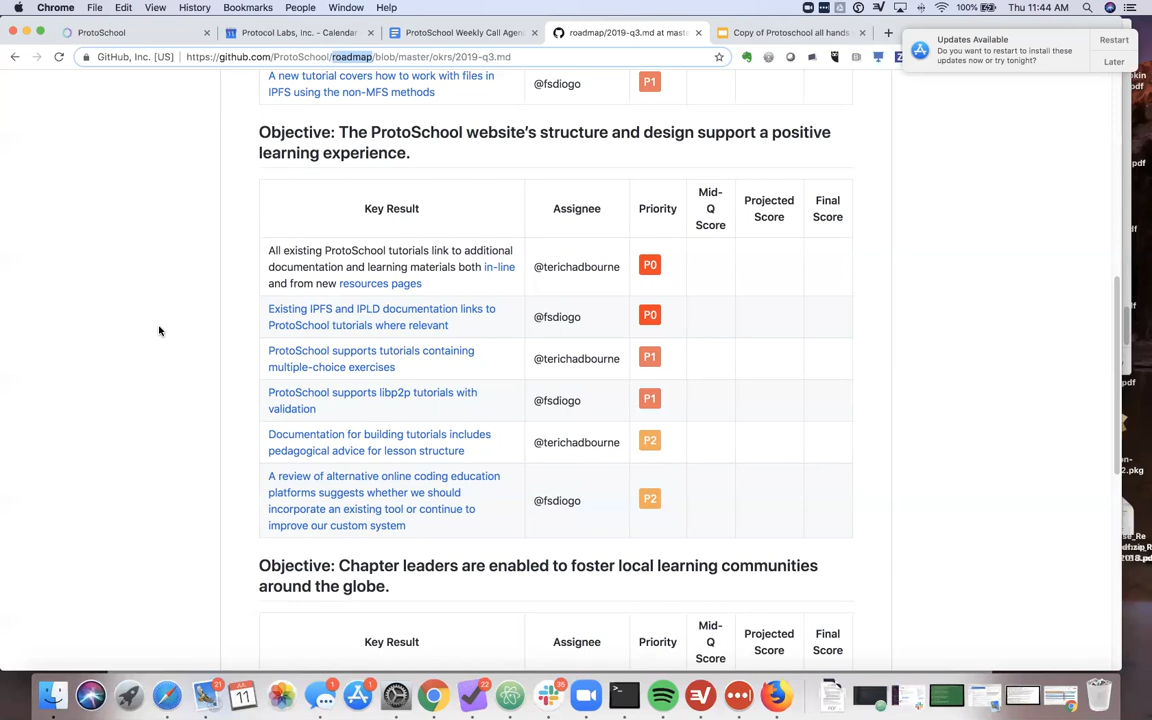 Chrome File Edit View History Bookmarks People Window Help 100% Thu 11:44 AM
ProtoSchool
Protocol Labs, Inc. - Calendar
ProtoSchool Weekly Call Agen
roadmap/2019-q3.md at maste
Copy of Protoschool all hands
GitHub, Inc. [US] https://github.com/ProtoSchool/roadmap/blob/master/okrs/2019-q3.md
Updates Available
Do you want to restart to install these
updates now or try tonight?
Restart
Later
A new tutorial covers how to work with files in
IPFS using the non-MFS methods
@fsdiogo
P1
Objective: The ProtoSchool website's structure and design support a positive
learning experience.
Key Result
Assignee
Priority
Mid-
Q
Score
Projected
Score
Final
Score
All existing ProtoSchool tutorials link to additional
documentation and learning materials both in-line
and from new resources pages
@terichadbourne
P0
Existing IPFS and IPLD documentation links to
ProtoSchool tutorials where relevant
@fsdiogo
P0
ProtoSchool supports tutorials containing
multiple-choice exercises
@terichadbourne
P1
ProtoSchool supports libp2p tutorials with
validation
@fsdiogo
P1
Documentation for building tutorials includes
pedagogical advice for lesson structure
@terichadbourne
P2
A review of alternative online coding education
platforms suggests whether we should
incorporate an existing tool or continue to
improve our custom system
@fsdiogo
P2
Objective: Chapter leaders are enabled to foster local learning communities
around the globe.
Key Result
Assignee
Priority
Mid-
Q
Score
Projected
Score
Final
Score
21
11
1
1
22
35